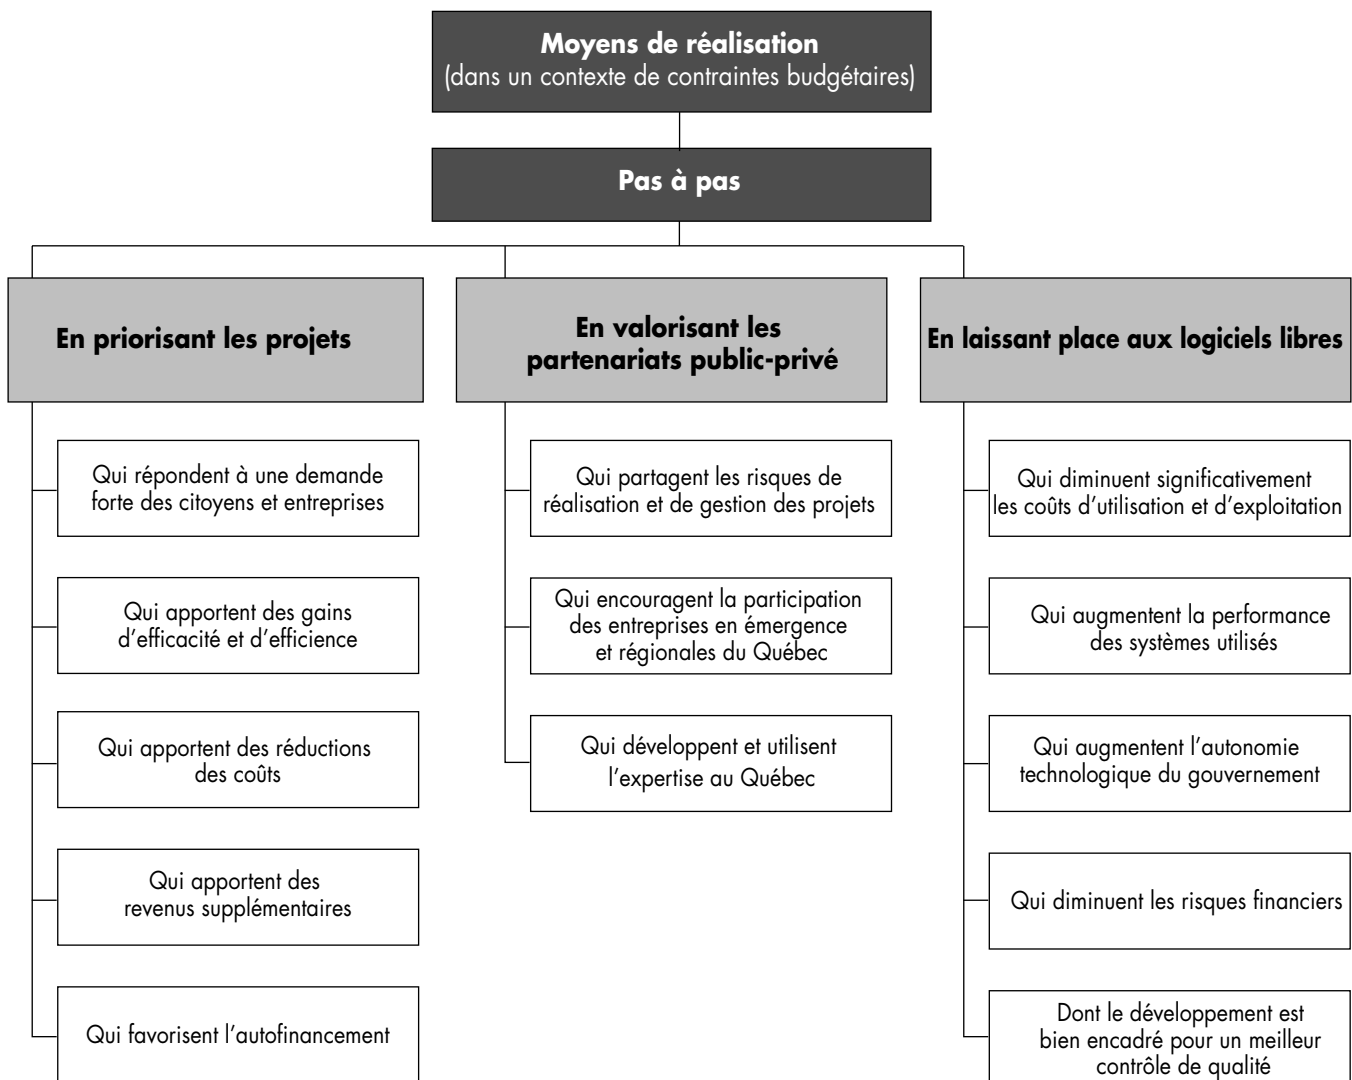 Moyens de réalisation
(dans un contexte de contraintes budgétaires)
Pas à pas
En priorisant les projets
Qui répondent à une demande
forte des citoyens et entreprises
Qui apportent des gains
d'efficacité et d'efficience
Qui apportent des réductions
des coûts
Qui apportent des
revenus supplémentaires
Qui favorisent l'autofinancement
En valorisant les
partenariats public-privé
Qui partagent les risques de
réalisation et de gestion des projets
Qui encouragent la participation
des entreprises en émergence
et régionales du Québec
Qui développent et utilisent
l'expertise au Québec
En laissant place aux logiciels libres
Qui diminuent significativement
les coûts d'utilisation et d'exploitation
Qui augmentent la performance
des systèmes utilisés
Qui augmentent l'autonomie
technologique du gouvernement
Qui diminuent les risques financiers
Dont le développement est
bien encadré pour un meilleur
contrôle de qualité